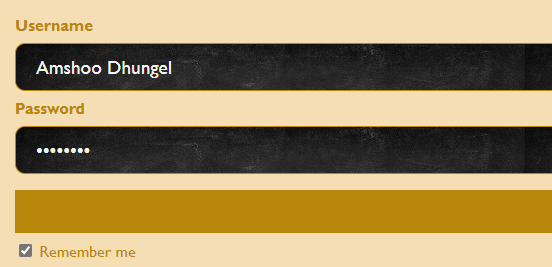 Username
Amshoo Dhungel
Password
••••••••
Remember me